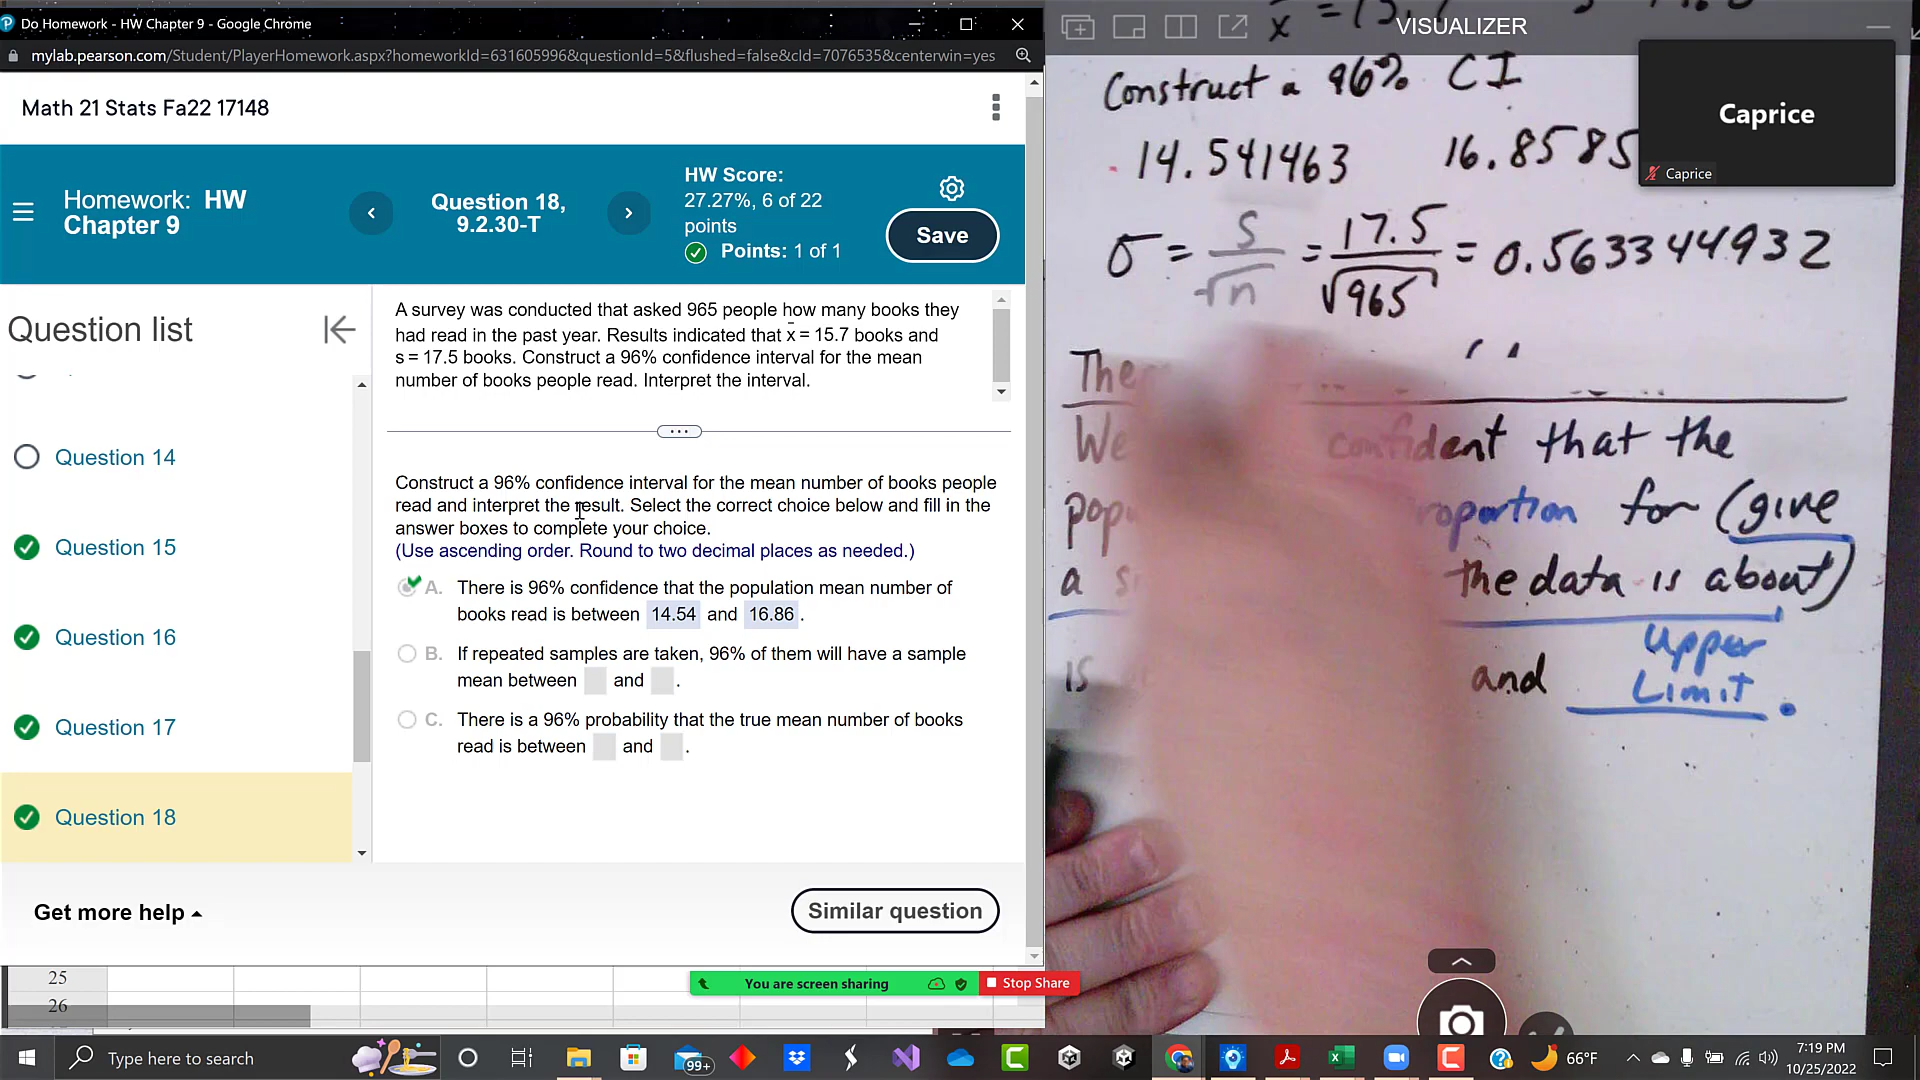 Do Homework - HW Chapter 9 - Google Chrome
mylab.pearson.com/Student/PlayerHomework.aspx?homeworkId=631605996&questionId=5&flushed=false&cId=7076535&centerwin=yes
Math 21 Stats Fa22 17148
Homework: HW Chapter 9
Question 18, 9.2.30-T
HW Score: 27.27%, 6 of 22 points
Points: 1 of 1
Save
Question list
Question 14
Question 15
Question 16
Question 17
Question 18
A survey was conducted that asked 965 people how many books they
had read in the past year. Results indicated that x̄ = 15.7 books and
s = 17.5 books. Construct a 96% confidence interval for the mean
number of books people read. Interpret the interval.
Construct a 96% confidence interval for the mean number of books people
read and interpret the result. Select the correct choice below and fill in the
answer boxes to complete your choice.
(Use ascending order. Round to two decimal places as needed.)
A. There is 96% confidence that the population mean number of
books read is between 14.54 and 16.86 .
B. If repeated samples are taken, 96% of them will have a sample
mean between and .
C. There is a 96% probability that the true mean number of books
read is between and .
Get more help
Similar question
25
26
You are screen sharing
Stop Share
VISUALIZER
Caprice
Caprice
Construct a 96% CI
14.541463 16.8585
σ = s/√n = 17.5/√965 = 0.563344932
We confident that the
proportion for (give
a the data is about)
is and Upper
Limit.
Type here to search
99+
66°F
7:19 PM
10/25/2022